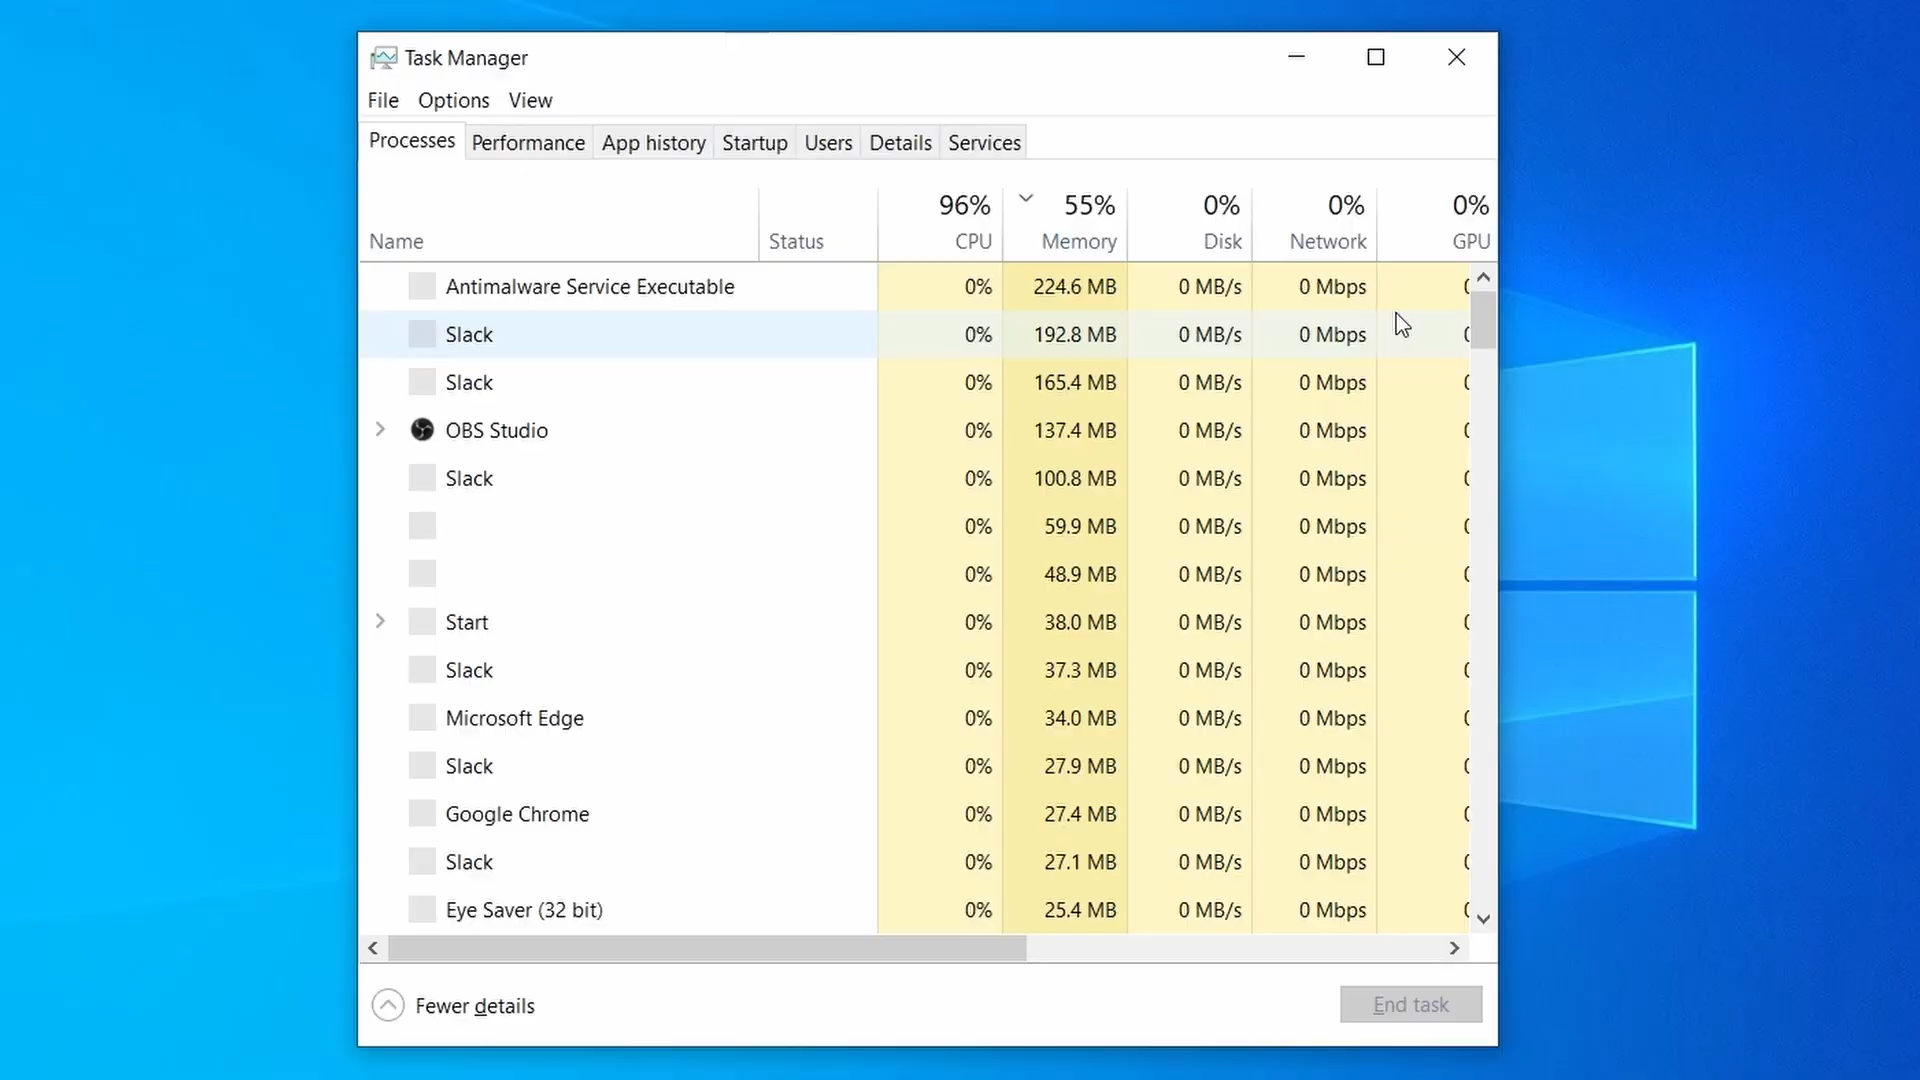 Task Manager
File Options View
Processes Performance App history Startup Users Details Services
96% 55% 0% 0% 0%
Name Status CPU Memory Disk Network GPU
Antimalware Service Executable 0% 224.6 MB 0 MB/s 0 Mbps
Slack 0% 192.8 MB 0 MB/s 0 Mbps
Slack 0% 165.4 MB 0 MB/s 0 Mbps
OBS Studio 0% 137.4 MB 0 MB/s 0 Mbps
Slack 0% 100.8 MB 0 MB/s 0 Mbps
0% 59.9 MB 0 MB/s 0 Mbps
0% 48.9 MB 0 MB/s 0 Mbps
Start 0% 38.0 MB 0 MB/s 0 Mbps
Slack 0% 37.3 MB 0 MB/s 0 Mbps
Microsoft Edge 0% 34.0 MB 0 MB/s 0 Mbps
Slack 0% 27.9 MB 0 MB/s 0 Mbps
Google Chrome 0% 27.4 MB 0 MB/s 0 Mbps
Slack 0% 27.1 MB 0 MB/s 0 Mbps
Eye Saver (32 bit) 0% 25.4 MB 0 MB/s 0 Mbps
Fewer details End task